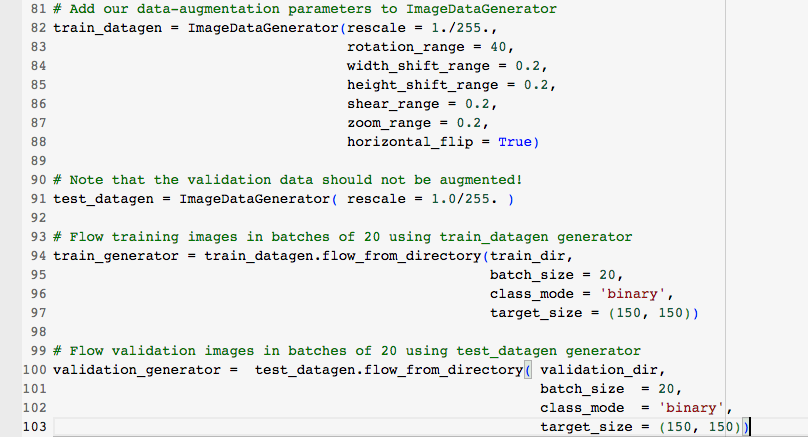 81 # Add our data-augmentation parameters to ImageDataGenerator
82 train_datagen = ImageDataGenerator(rescale = 1./255.,
83                                    rotation_range = 40,
84                                    width_shift_range = 0.2,
85                                    height_shift_range = 0.2,
86                                    shear_range = 0.2,
87                                    zoom_range = 0.2,
88                                    horizontal_flip = True)
89
90 # Note that the validation data should not be augmented!
91 test_datagen = ImageDataGenerator( rescale = 1.0/255. )
92
93 # Flow training images in batches of 20 using train_datagen generator
94 train_generator = train_datagen.flow_from_directory(train_dir,
95                                                     batch_size = 20,
96                                                     class_mode = 'binary',
97                                                     target_size = (150, 150))
98
99 # Flow validation images in batches of 20 using test_datagen generator
100 validation_generator =  test_datagen.flow_from_directory( validation_dir,
101                                                           batch_size  = 20,
102                                                           class_mode  = 'binary',
103                                                           target_size = (150, 150))